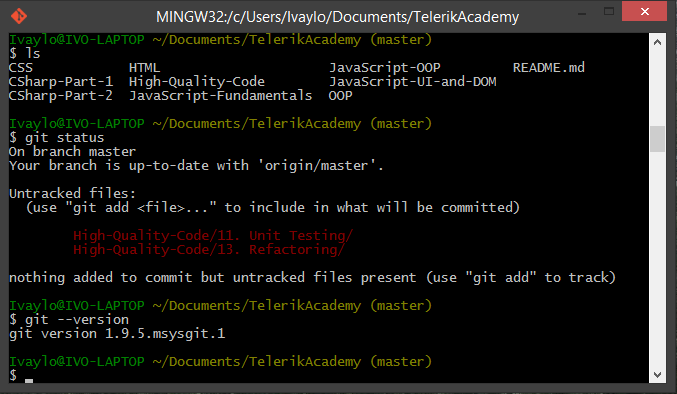 MINGW32:/c/Users/Ivaylo/Documents/TelerikAcademy
Ivaylo@IVO-LAPTOP ~/Documents/TelerikAcademy (master)
$ ls
CSS            HTML                     JavaScript-OOP         README.md
CSharp-Part-1  High-Quality-Code        JavaScript-UI-and-DOM
CSharp-Part-2  JavaScript-Fundamentals  OOP
Ivaylo@IVO-LAPTOP ~/Documents/TelerikAcademy (master)
$ git status
On branch master
Your branch is up-to-date with 'origin/master'.
Untracked files:
  (use "git add <file>..." to include in what will be committed)
        High-Quality-Code/11. Unit Testing/
        High-Quality-Code/13. Refactoring/
nothing added to commit but untracked files present (use "git add" to track)
Ivaylo@IVO-LAPTOP ~/Documents/TelerikAcademy (master)
$ git --version
git version 1.9.5.msysgit.1
Ivaylo@IVO-LAPTOP ~/Documents/TelerikAcademy (master)
$